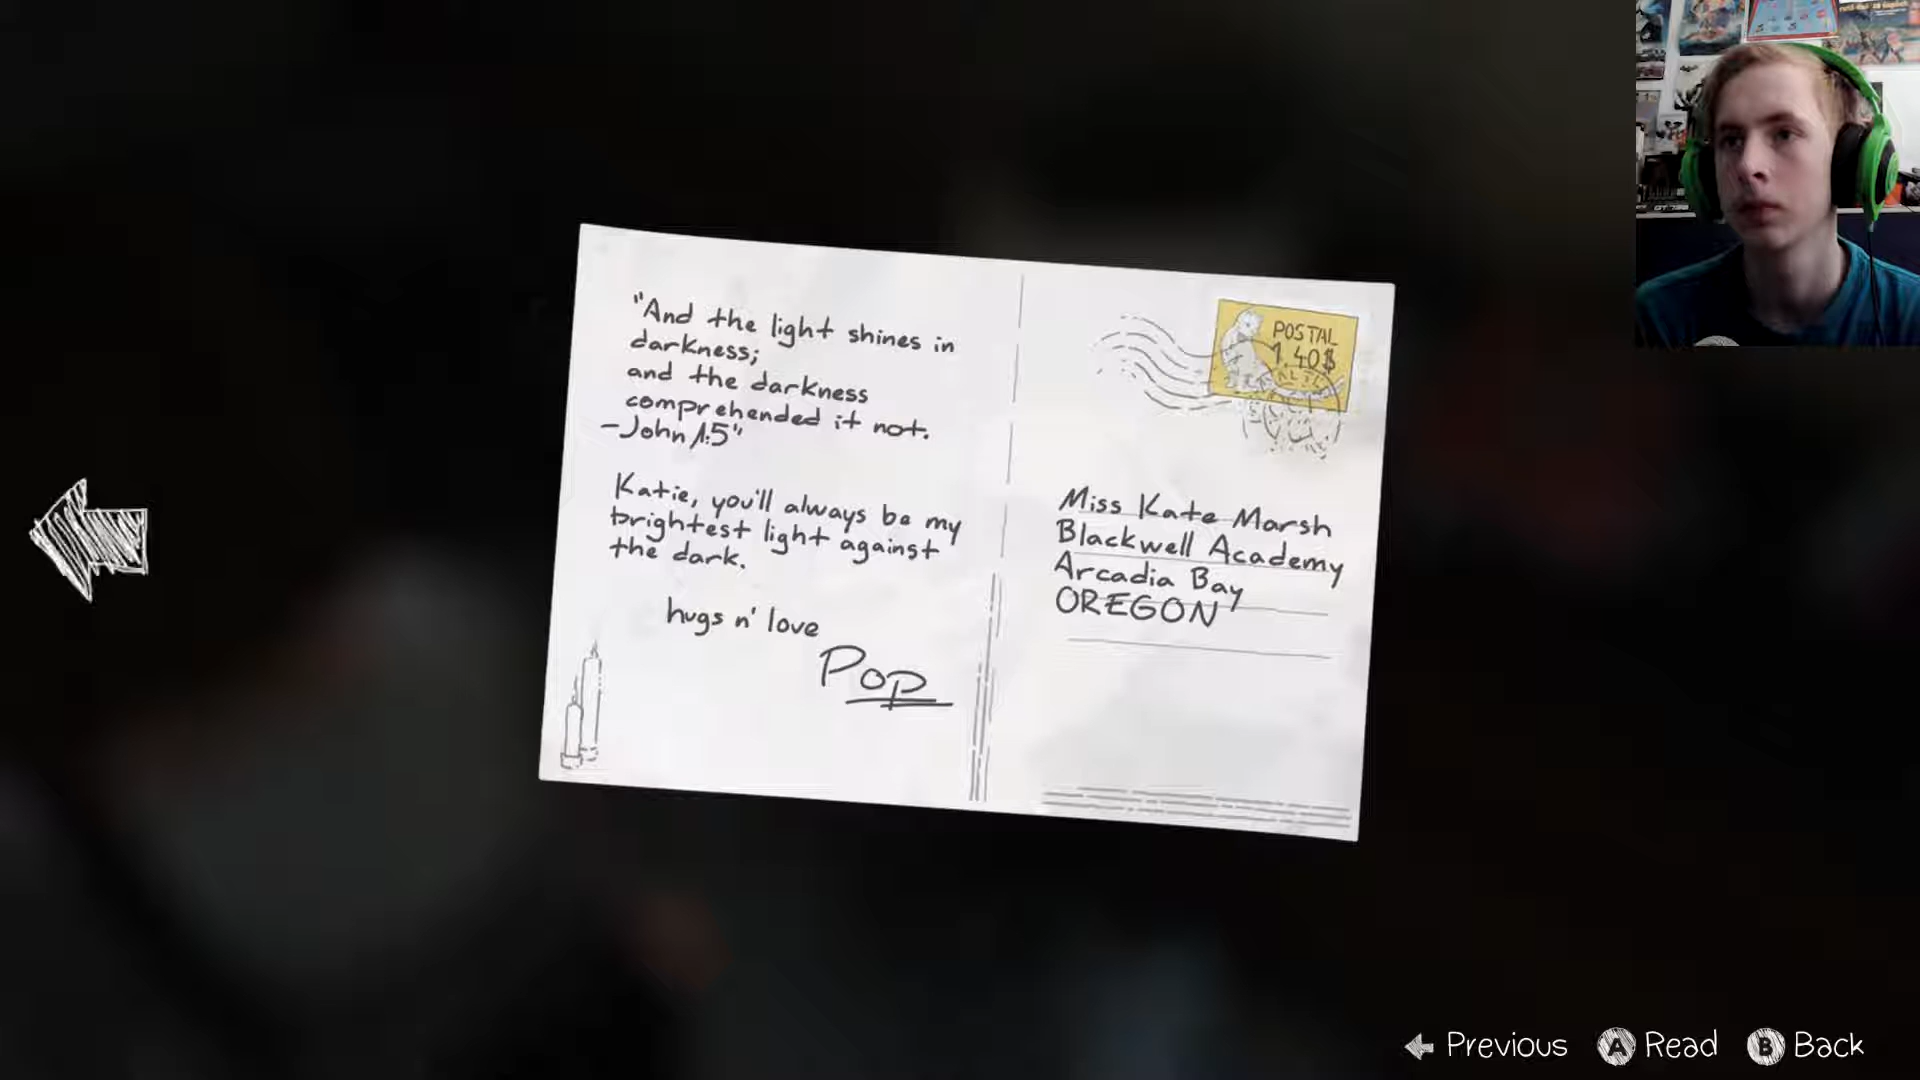 "And the light shines in
darkness;
and the darkness
comprehended it not.
-John 1:5"
Katie, you'll always be my
brightest light against
the dark.
hugs n' love
Pop
POSTAL
1.40$
Miss Kate Marsh
Blackwell Academy
Arcadia Bay
OREGON
Previous
A Read
B Back